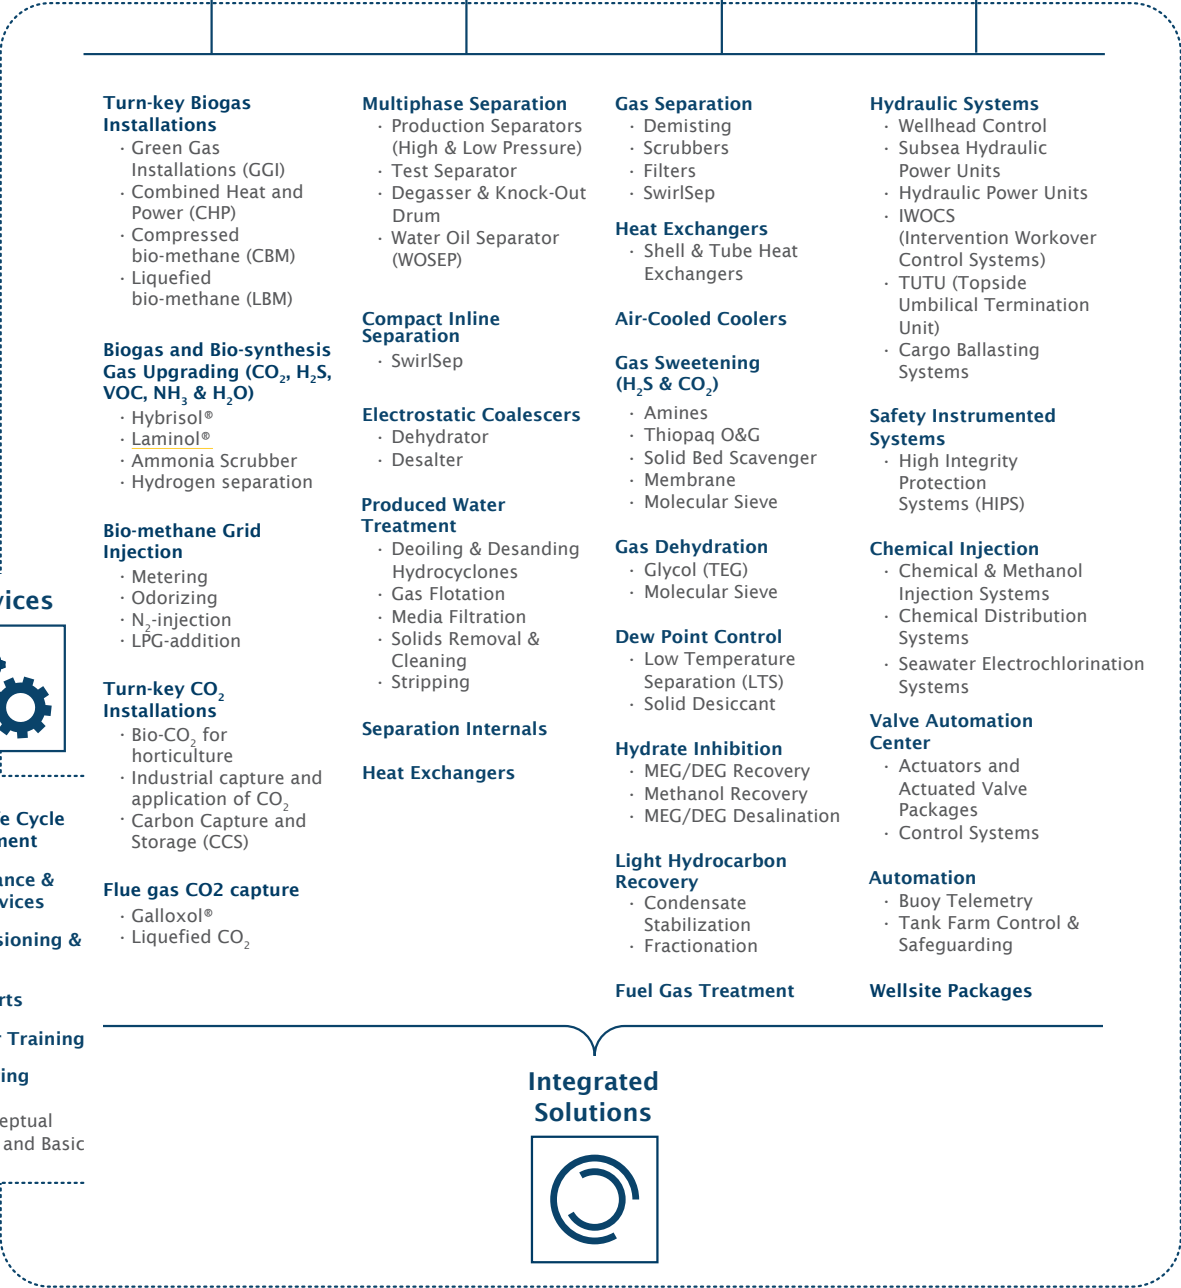 Turn-key Biogas
Installations
· Green Gas
Installations (GGI)
· Combined Heat and
Power (CHP)
· Compressed
bio-methane (CBM)
· Liquefied
bio-methane (LBM)
Biogas and Bio-synthesis
Gas Upgrading (CO₂, H₂S,
VOC, NH₃ & H₂O)
· Hybrisol®
· Laminol®
· Ammonia Scrubber
· Hydrogen separation
Bio-methane Grid
Injection
· Metering
· Odorizing
· N₂-injection
· LPG-addition
Turn-key CO₂
Installations
· Bio-CO₂ for
horticulture
· Industrial capture and
application of CO₂
· Carbon Capture and
Storage (CCS)
Flue gas CO2 capture
· Galloxol®
· Liquefied CO₂
Multiphase Separation
· Production Separators
(High & Low Pressure)
· Test Separator
· Degasser & Knock-Out
Drum
· Water Oil Separator
(WOSEP)
Compact Inline
Separation
· SwirlSep
Electrostatic Coalescers
· Dehydrator
· Desalter
Produced Water
Treatment
· Deoiling & Desanding
Hydrocyclones
· Gas Flotation
· Media Filtration
· Solids Removal &
Cleaning
· Stripping
Separation Internals
Heat Exchangers
Gas Separation
· Demisting
· Scrubbers
· Filters
· SwirlSep
Heat Exchangers
· Shell & Tube Heat
Exchangers
Air-Cooled Coolers
Gas Sweetening
(H₂S & CO₂)
· Amines
· Thiopaq O&G
· Solid Bed Scavenger
· Membrane
· Molecular Sieve
Gas Dehydration
· Glycol (TEG)
· Molecular Sieve
Dew Point Control
· Low Temperature
Separation (LTS)
· Solid Desiccant
Hydrate Inhibition
· MEG/DEG Recovery
· Methanol Recovery
· MEG/DEG Desalination
Light Hydrocarbon
Recovery
· Condensate
Stabilization
· Fractionation
Fuel Gas Treatment
Hydraulic Systems
· Wellhead Control
· Subsea Hydraulic
Power Units
· Hydraulic Power Units
· IWOCS
(Intervention Workover
Control Systems)
· TUTU (Topside
Umbilical Termination
Unit)
· Cargo Ballasting
Systems
Safety Instrumented
Systems
· High Integrity
Protection
Systems (HIPS)
Chemical Injection
· Chemical & Methanol
Injection Systems
· Chemical Distribution
Systems
· Seawater Electrochlorination
Systems
Valve Automation
Center
· Actuators and
Actuated Valve
Packages
· Control Systems
Automation
· Buoy Telemetry
· Tank Farm Control &
Safeguarding
Wellsite Packages
vices
e Cycle
ment
ance &
vices
sioning &
rts
r Training
ing
eptual
and Basic
Integrated
Solutions